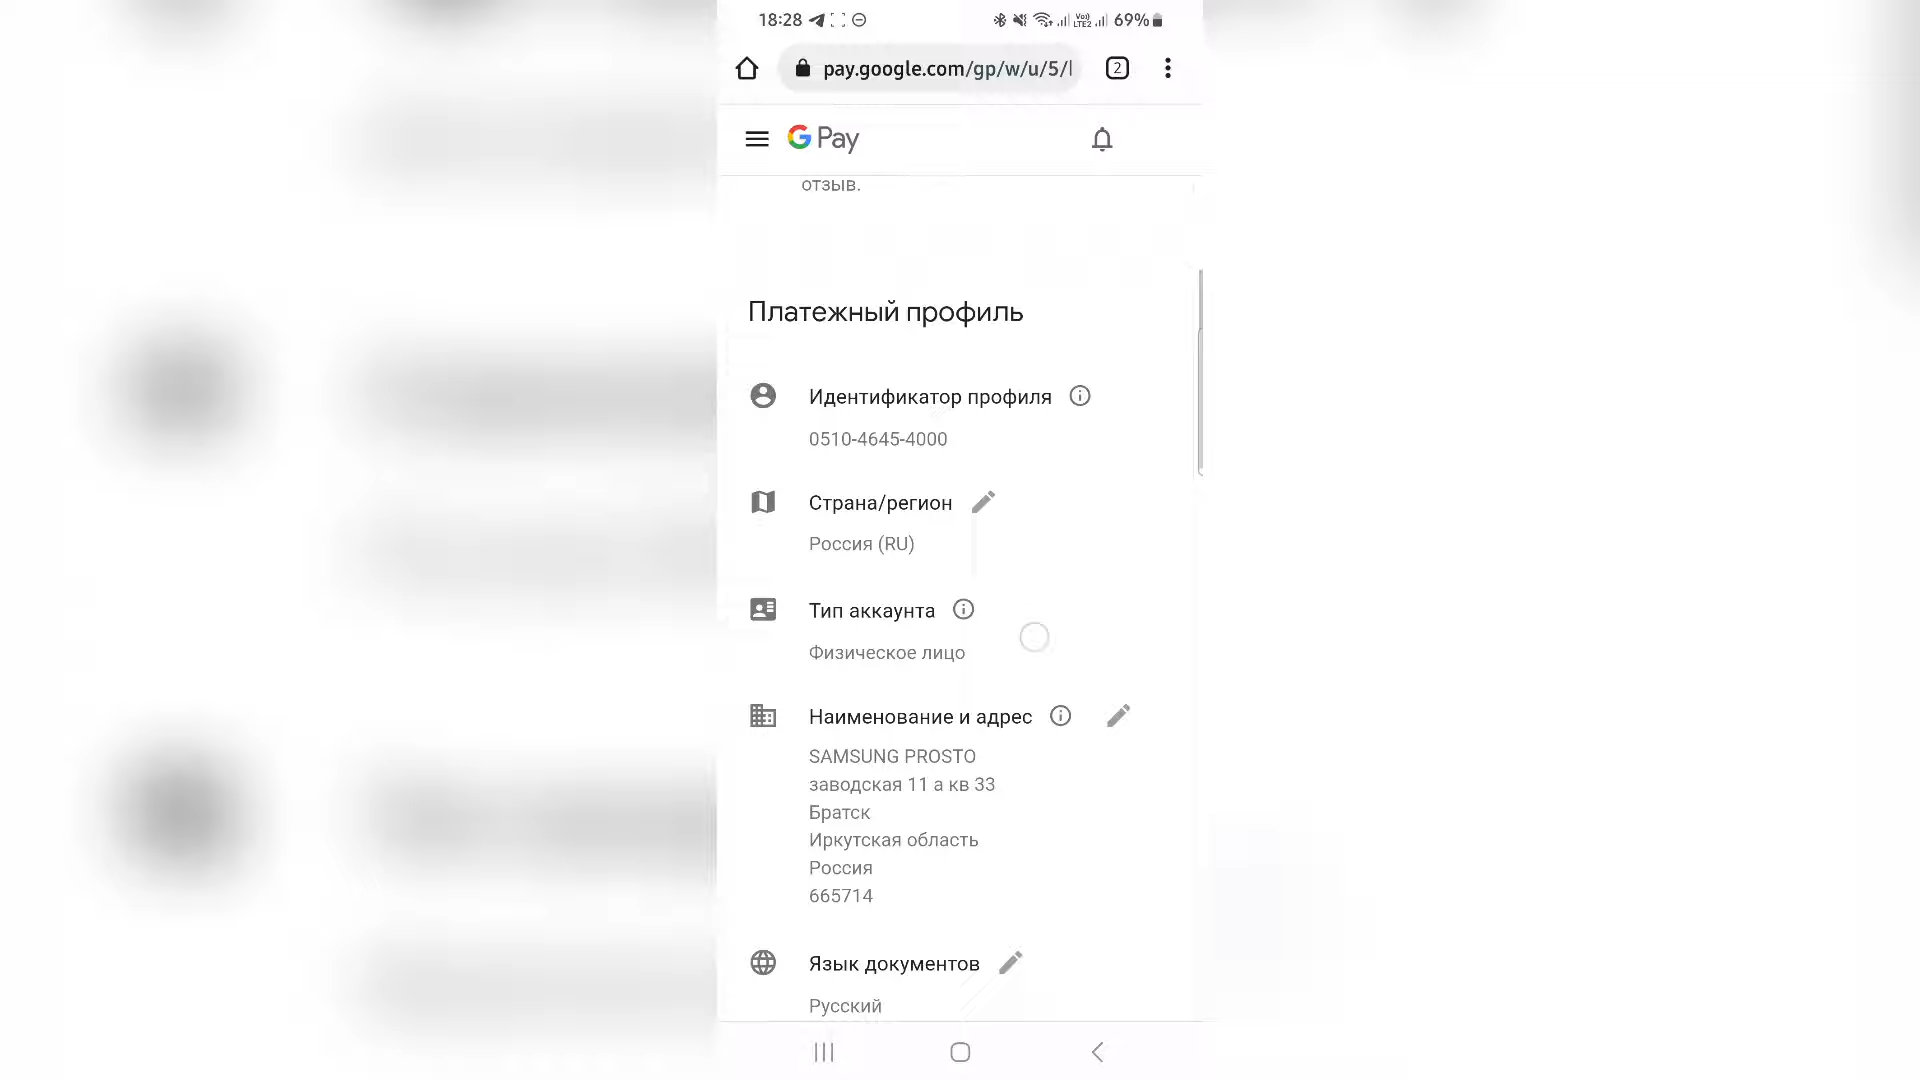 18:28
Vo)) LTE2 69%
pay.google.com/gp/w/u/5/l
2
G Pay
отзыв.
Платежный профиль
Идентификатор профиля
0510-4645-4000
Страна/регион
Россия (RU)
Тип аккаунта
Физическое лицо
Наименование и адрес
SAMSUNG PROSTO
заводская 11 а кв 33
Братск
Иркутская область
Россия
665714
Язык документов
Русский